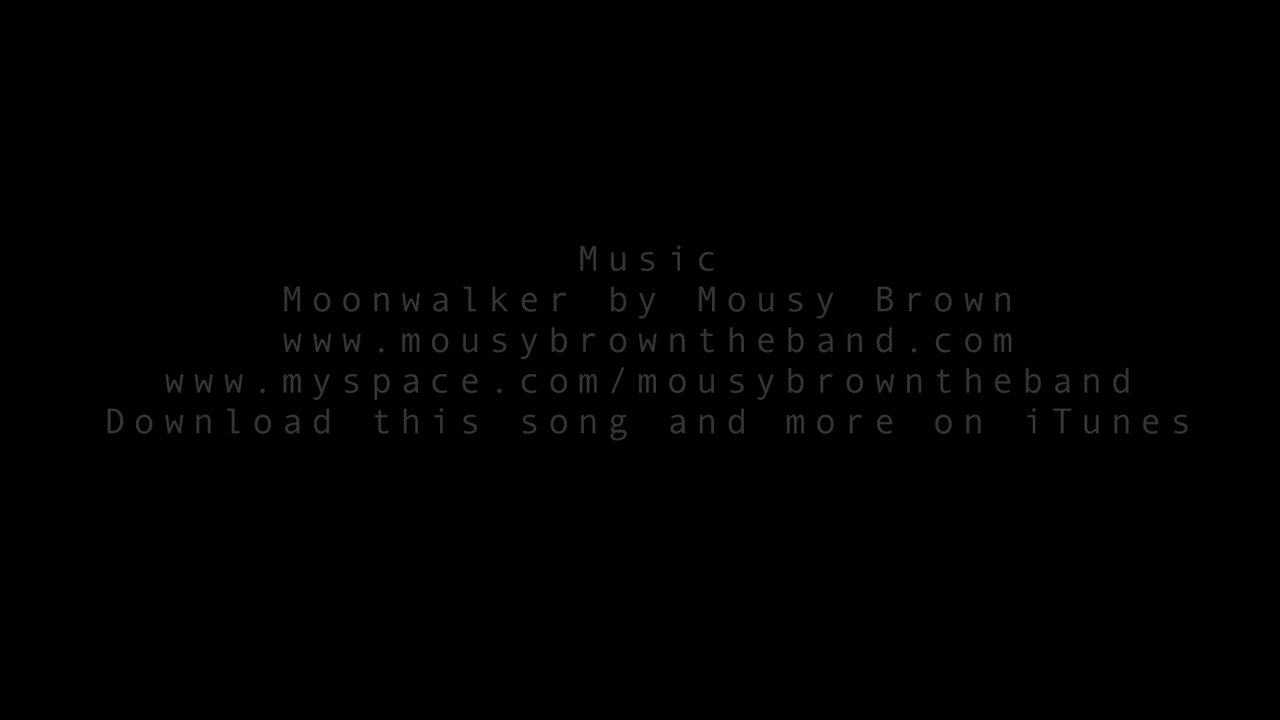 Music
Moonwalker by Mousy Brown
www.mousybrowntheband.com
www.myspace.com/mousybrowntheband
Download this song and more on iTunes